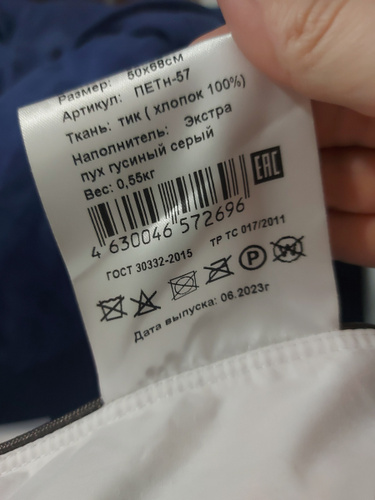 Размер: 50x68см
Артикул: ПЕТн-57
Ткань: тик ( хлопок 100%)
Наполнитель: Экстра
пух гусиный серый
Вес: 0,55кг
EAC
4 630046 572696
ГОСТ 30332-2015 ТР ТС 017/2011
P W
Дата выпуска: 06.2023г